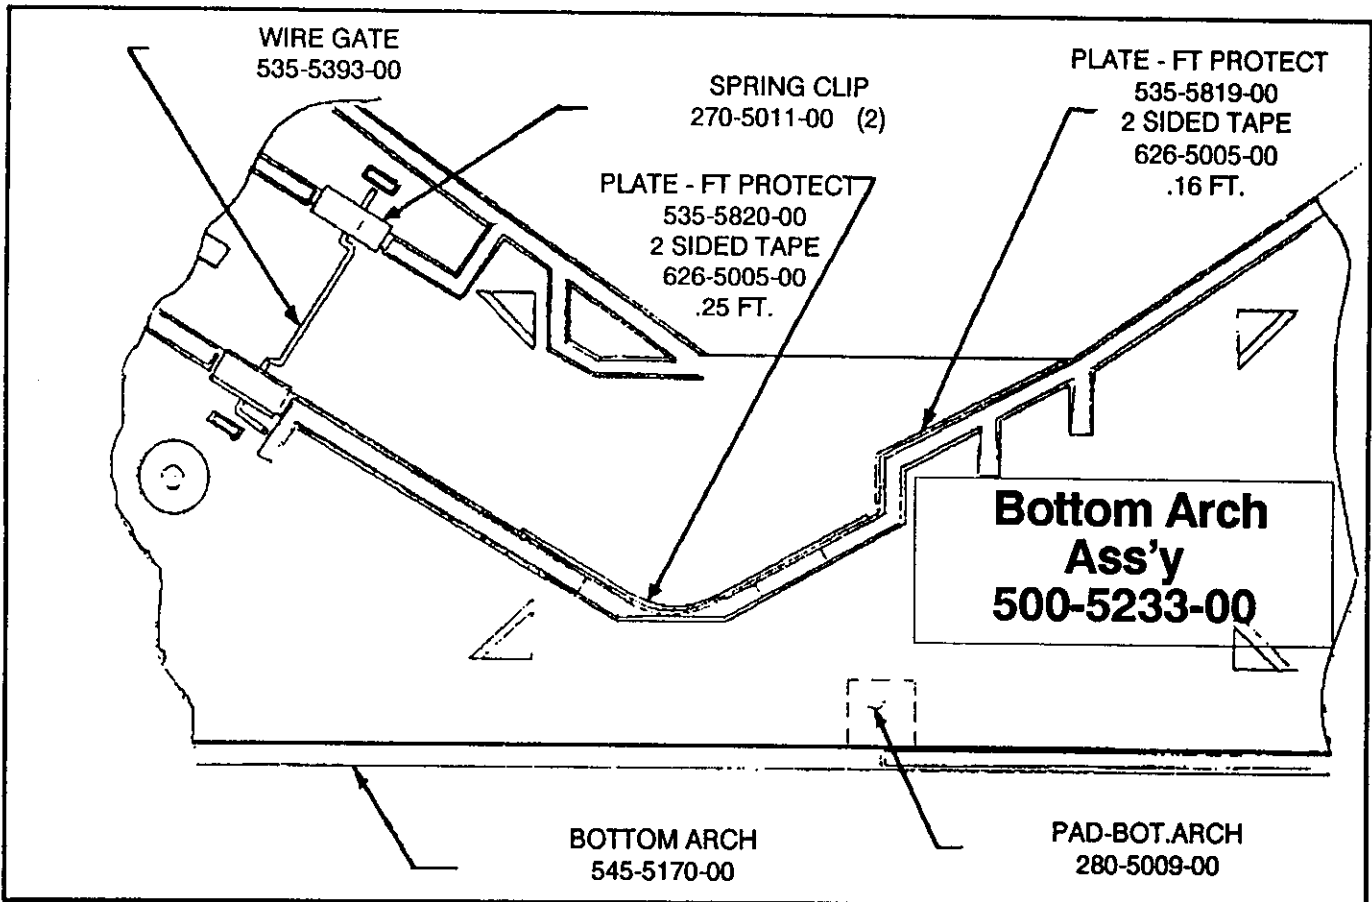 WIRE GATE
535-5393-00
SPRING CLIP
270-5011-00 (2)
PLATE - FT PROTECT
535-5819-00
2 SIDED TAPE
626-5005-00
.16 FT.
PLATE - FT PROTECT
535-5820-00
2 SIDED TAPE
626-5005-00
.25 FT.
Bottom Arch
Ass'y
500-5233-00
BOTTOM ARCH
545-5170-00
PAD-BOT.ARCH
280-5009-00